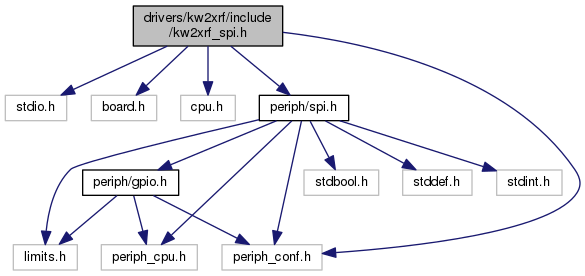 drivers/kw2xrf/include
/kw2xrf_spi.h
stdio.h
board.h
cpu.h
periph/spi.h
periph/gpio.h
stdbool.h
stddef.h
stdint.h
limits.h
periph_cpu.h
periph_conf.h